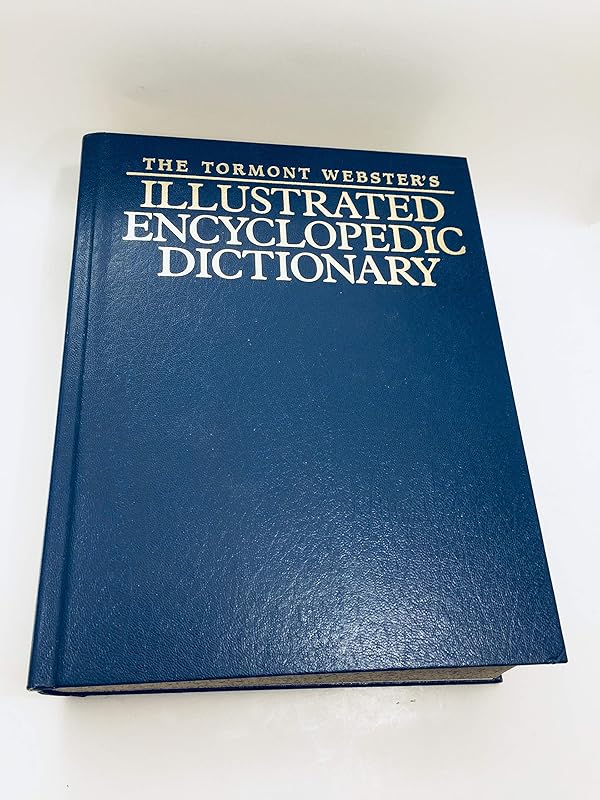 THE TORMONT WEBSTER'S
ILLUSTRATED
ENCYCLOPEDIC
DICTIONARY